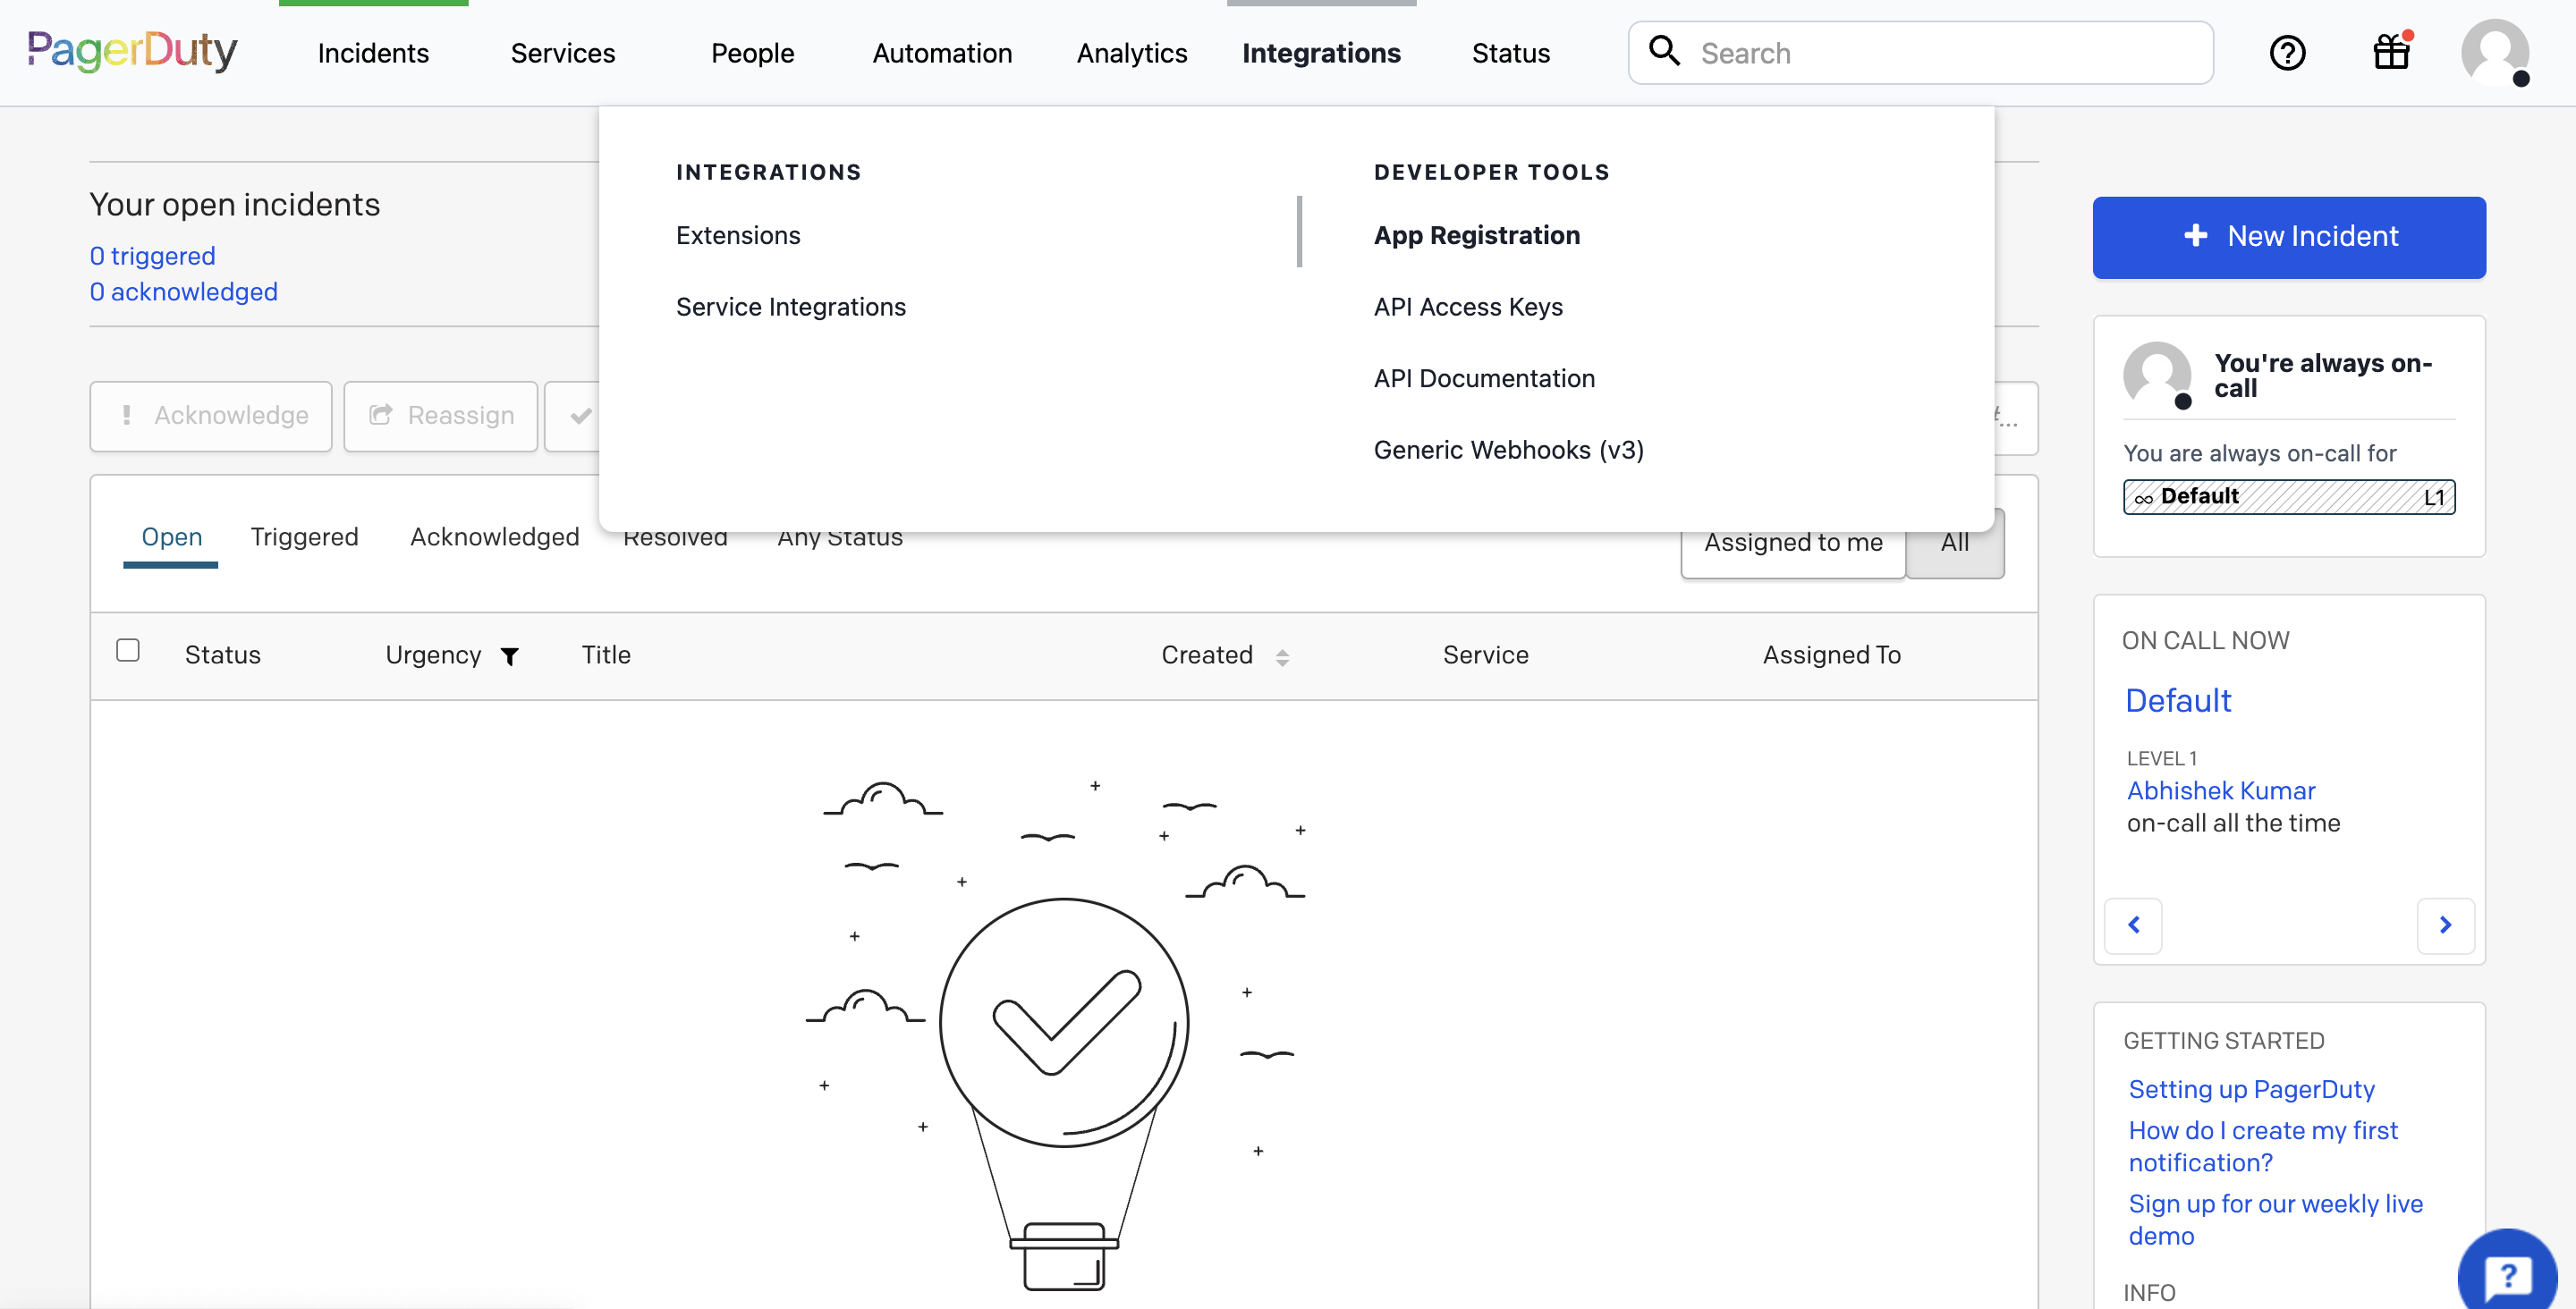 PagerDuty
Incidents
Services
People
Automation
Analytics
Integrations
Status
Search
INTEGRATIONS
Extensions
Service Integrations
DEVELOPER TOOLS
App Registration
API Access Keys
API Documentation
Generic Webhooks (v3)
Your open incidents
0 triggered
0 acknowledged
Acknowledge
Reassign
Open
Triggered
Acknowledged
Resolved
Any Status
Assigned to me
All
Status
Urgency
Title
Created
Service
Assigned To
New Incident
You're always on-
call
You are always on-call for
Default
L1
ON CALL NOW
Default
LEVEL 1
Abhishek Kumar
on-call all the time
GETTING STARTED
Setting up PagerDuty
How do I create my first
notification?
Sign up for our weekly live
demo
INFO